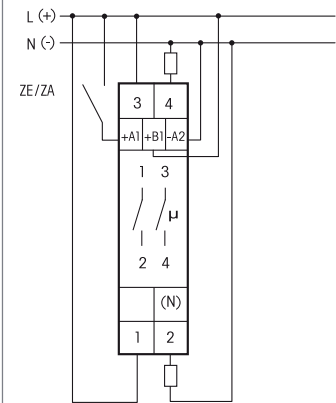 L (+)
N (-)
ZE/ZA
3 4
+A1 +B1 -A2
1 3
µ
2 4
(N)
1 2